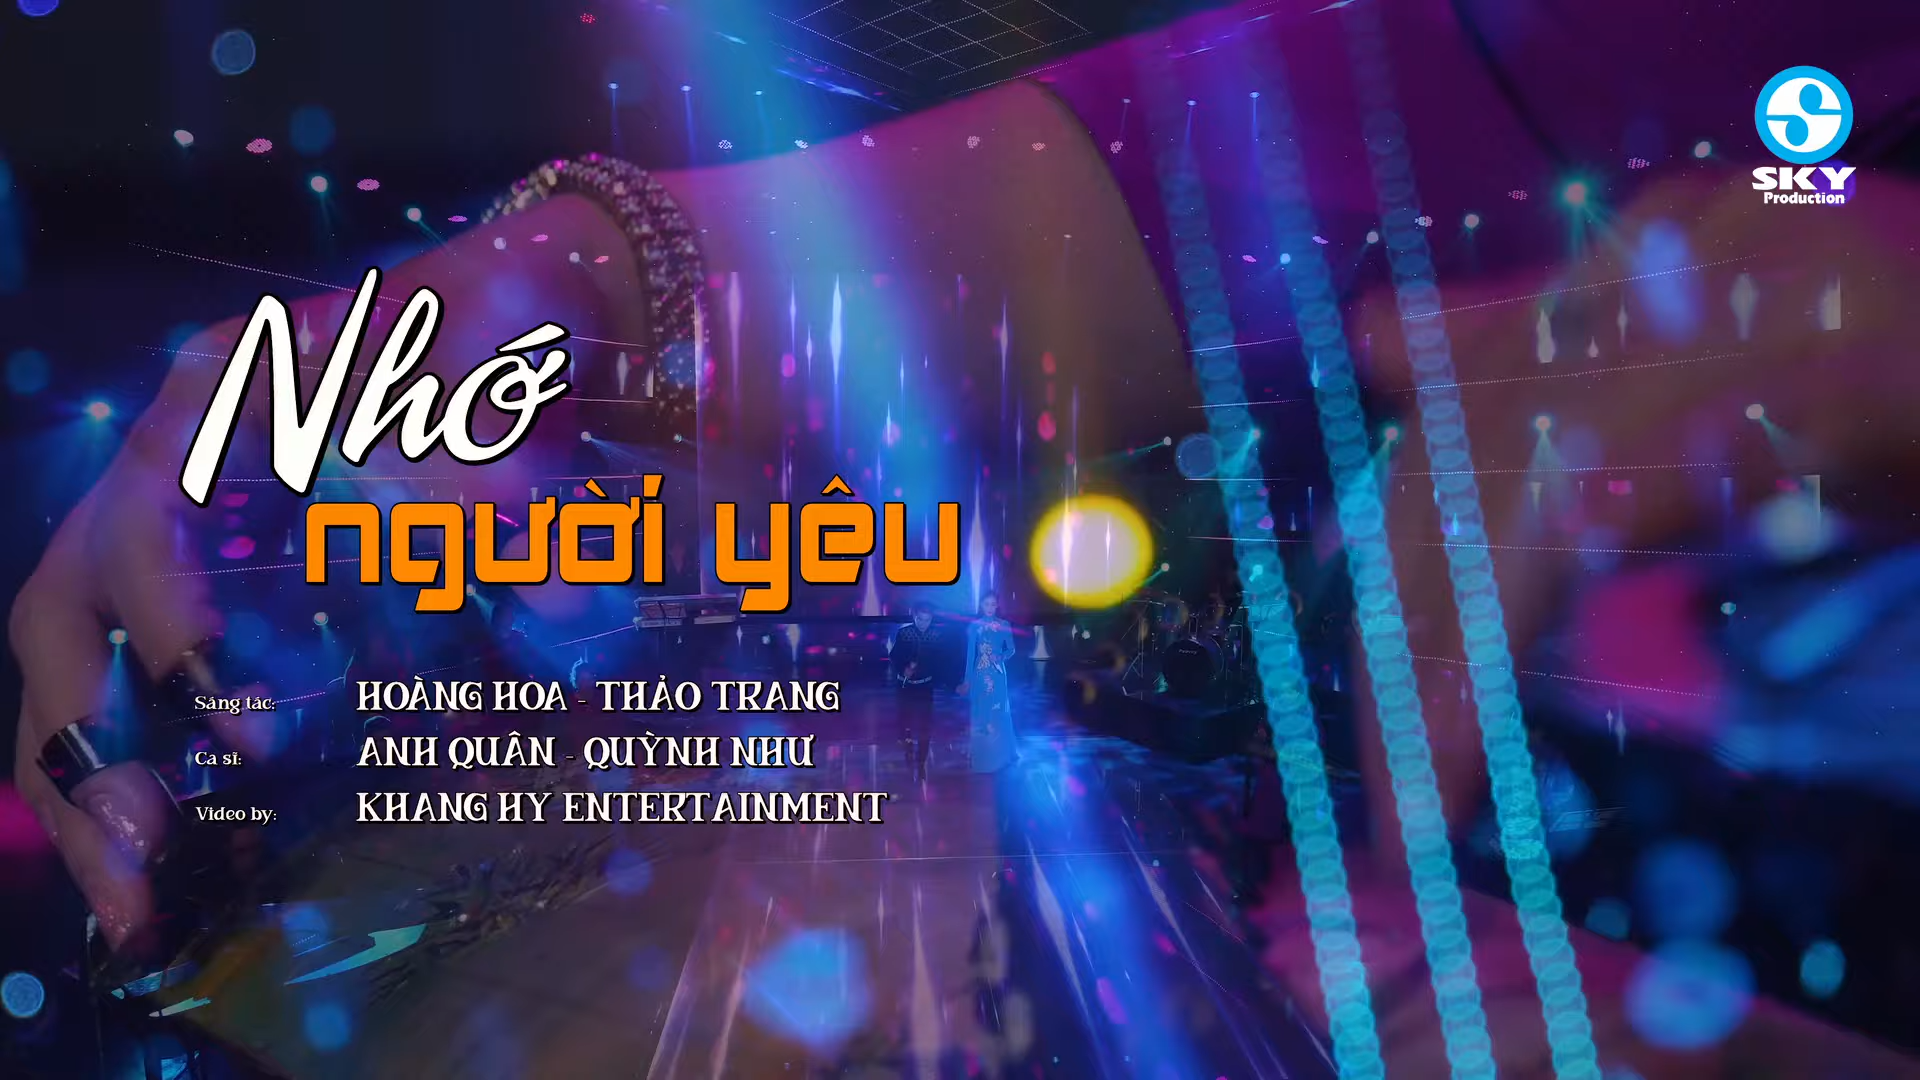 SKY
Production
Nhớ
người yêu
Sáng tác: HOÀNG HOA - THẢO TRANG
Ca sĩ: ANH QUÂN - QUỲNH NHƯ
Video by: KHANG HY ENTERTAINMENT